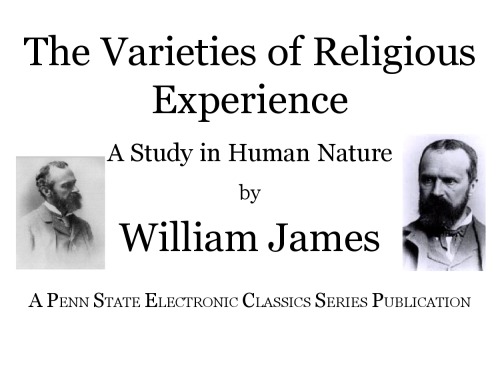 The Varieties of Religious
Experience
A Study in Human Nature
by
William James
A PENN STATE ELECTRONIC CLASSICS SERIES PUBLICATION